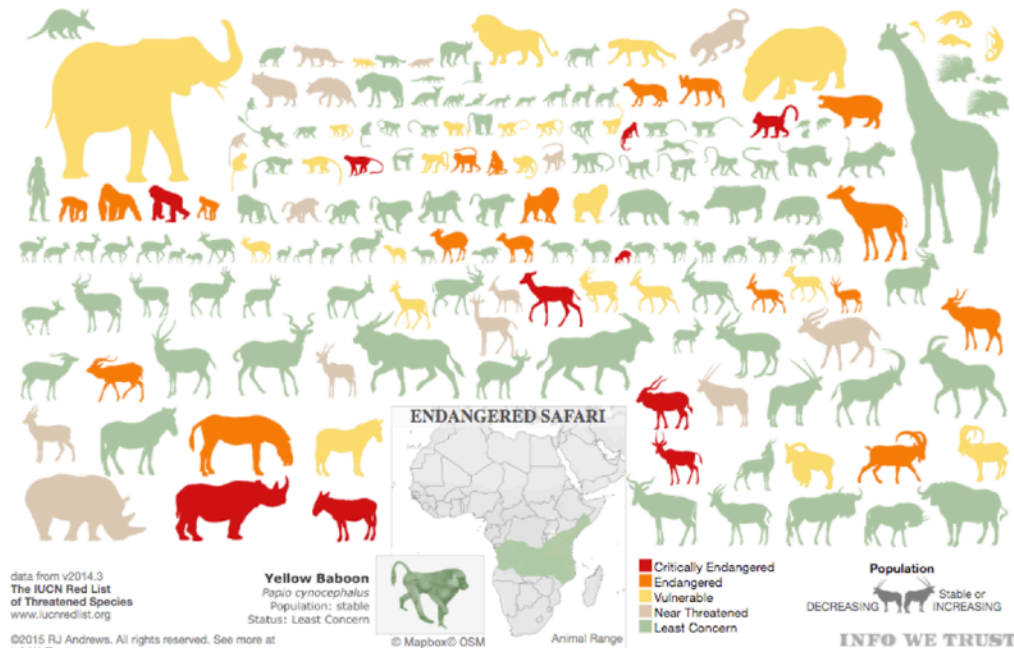 ENDANGERED SAFARI
data from v2014.3
The IUCN Red List
of Threatened Species
www.iucnredlist.org
©2015 RJ Andrews. All rights reserved. See more at
Yellow Baboon
Papio cynocephalus
Population: stable
Status: Least Concern
© Mapbox© OSM
Animal Range
Critically Endangered
Endangered
Vulnerable
Near Threatened
Least Concern
Population
DECREASING
Stable or
INCREASING
INFO WE TRUST